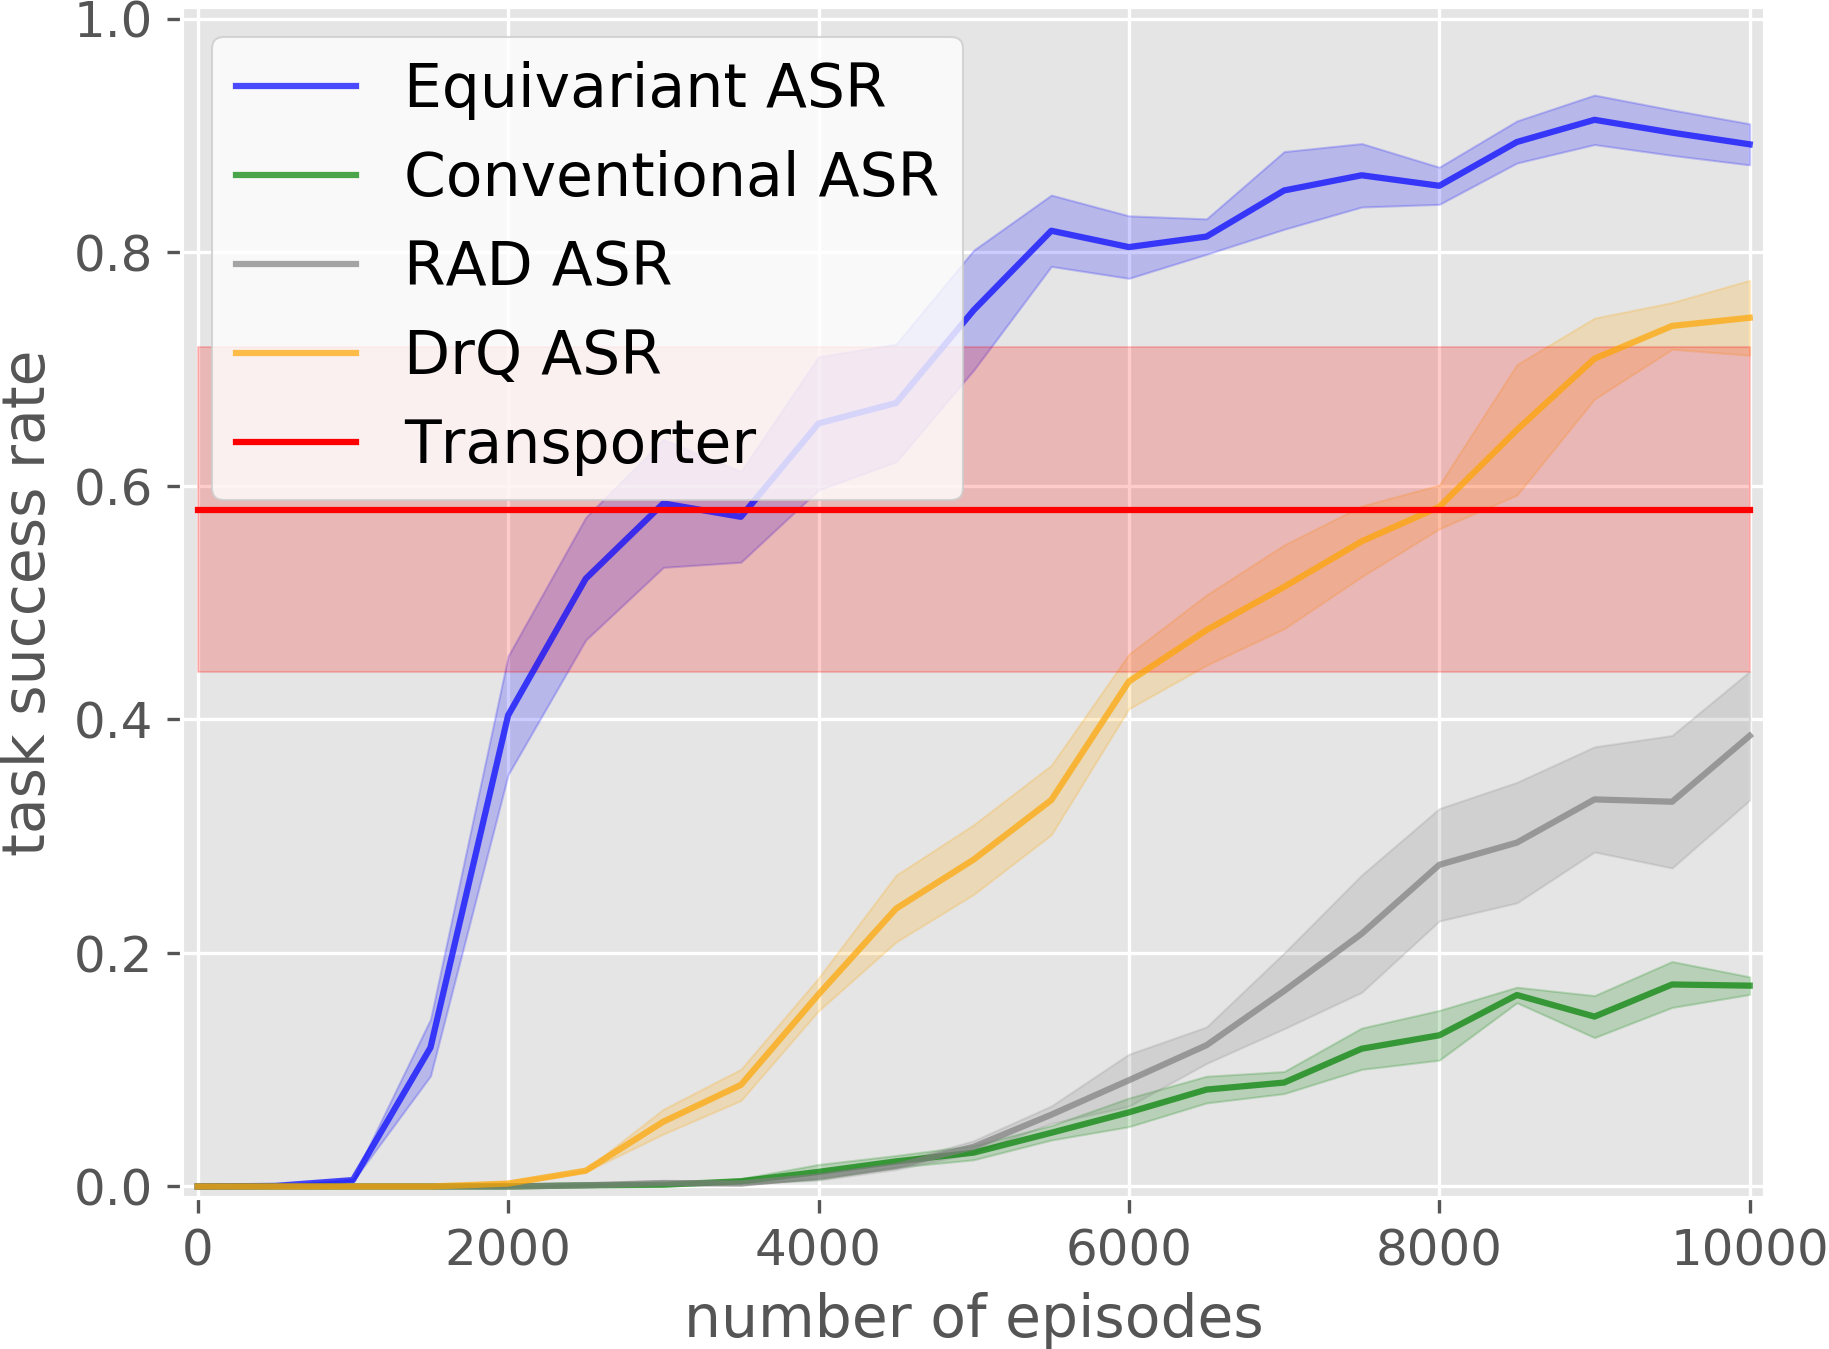 1.0
0.8
0.6
0.4
0.2
0.0
task success rate
Equivariant ASR
Conventional ASR
RAD ASR
DrQ ASR
Transporter
0 2000 4000 6000 8000 10000
number of episodes